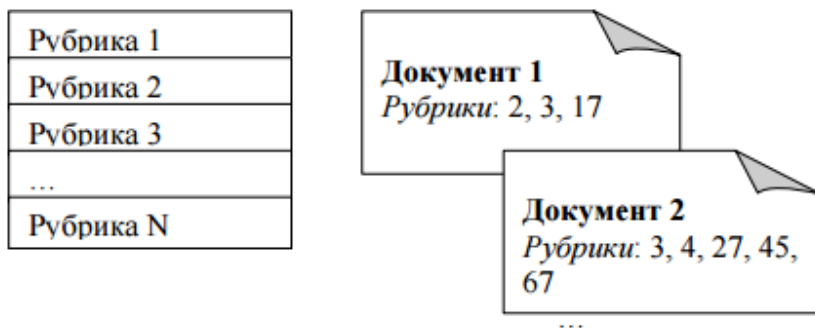 Рубрика 1
Рубрика 2
Рубрика 3
...
Рубрика N
Документ 1
Рубрики: 2, 3, 17
Документ 2
Рубрики: 3, 4, 27, 45,
67
...